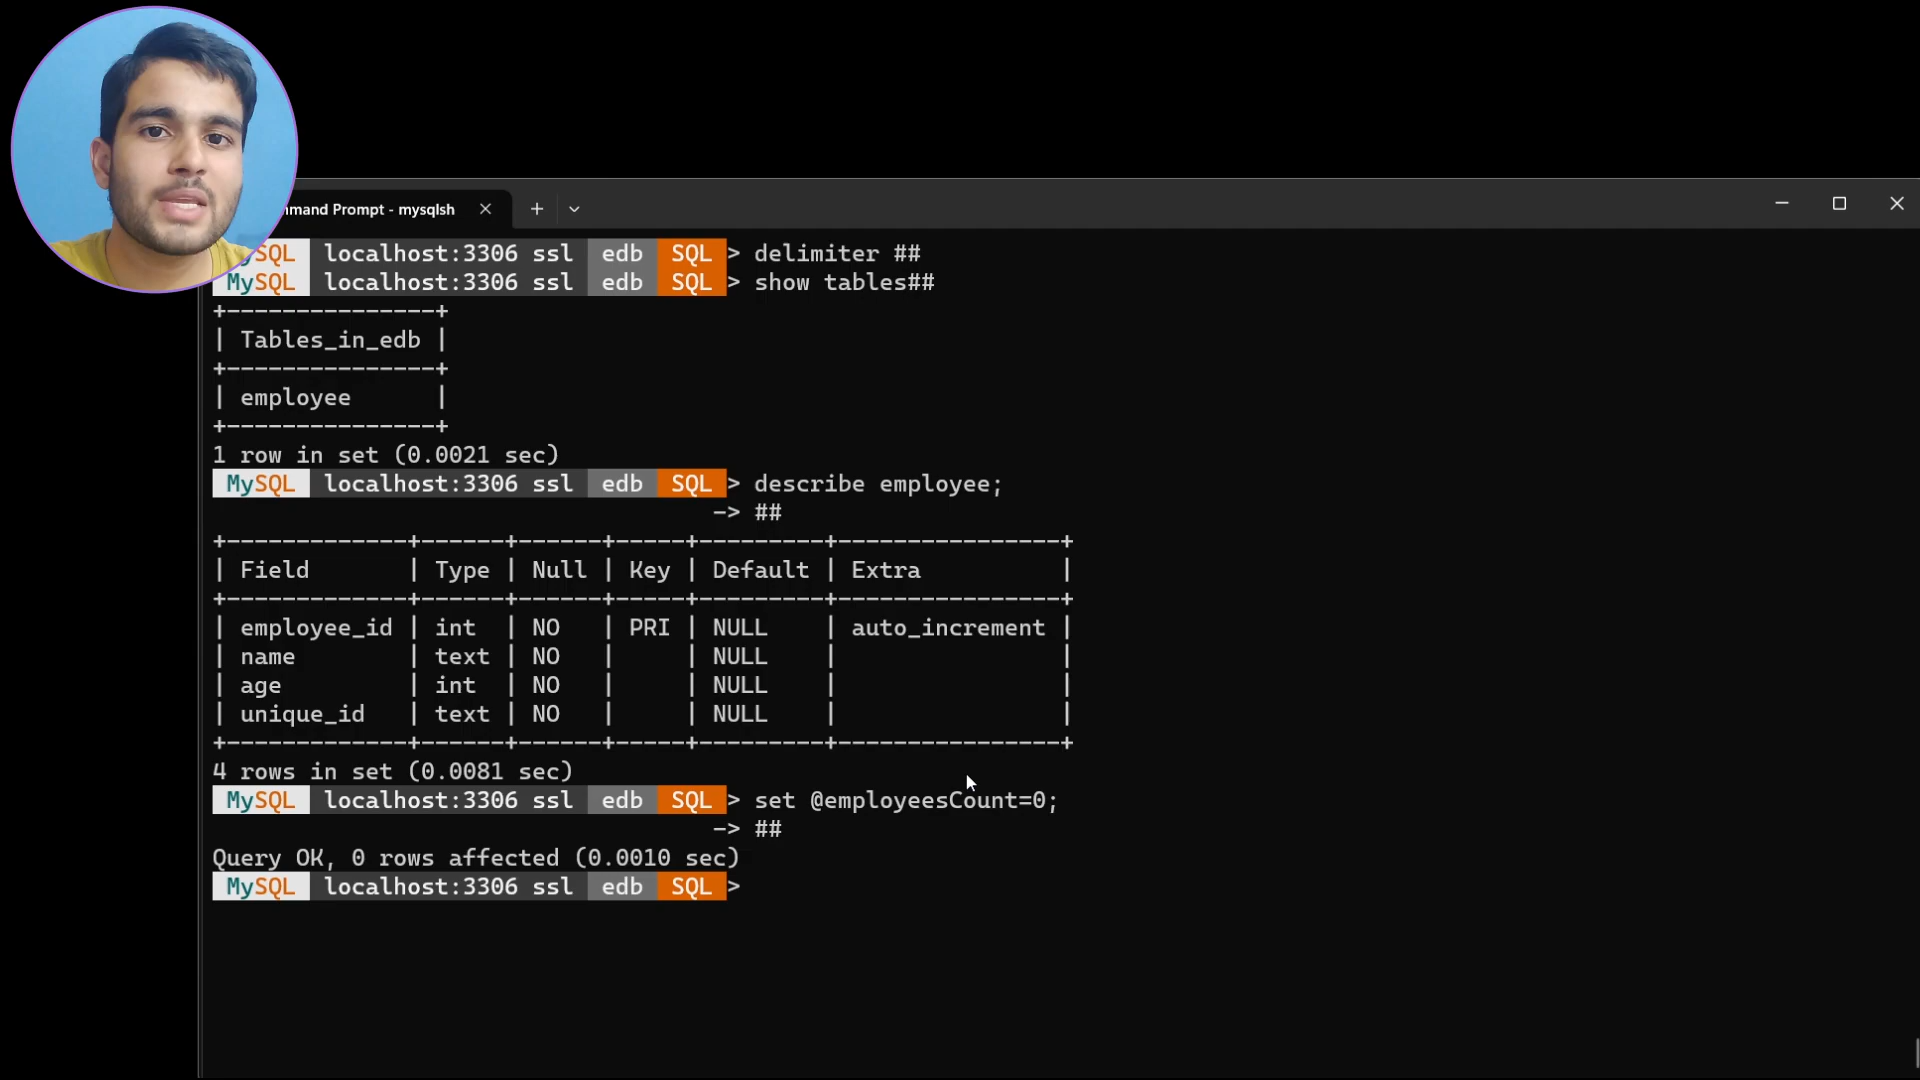 mmand Prompt - mysqlsh
MySQL localhost:3306 ssl edb SQL > delimiter ##
MySQL localhost:3306 ssl edb SQL > show tables##
+---------------+
| Tables_in_edb |
+---------------+
| employee      |
+---------------+
1 row in set (0.0021 sec)
MySQL localhost:3306 ssl edb SQL > describe employee;
-> ##
+-------------+------+------+-----+---------+----------------+
| Field       | Type | Null | Key | Default | Extra          |
+-------------+------+------+-----+---------+----------------+
| employee_id | int  | NO   | PRI | NULL    | auto_increment |
| name        | text | NO   |     | NULL    |                |
| age         | int  | NO   |     | NULL    |                |
| unique_id   | text | NO   |     | NULL    |                |
+-------------+------+------+-----+---------+----------------+
4 rows in set (0.0081 sec)
MySQL localhost:3306 ssl edb SQL > set @employeesCount=0;
-> ##
Query OK, 0 rows affected (0.0010 sec)
MySQL localhost:3306 ssl edb SQL >